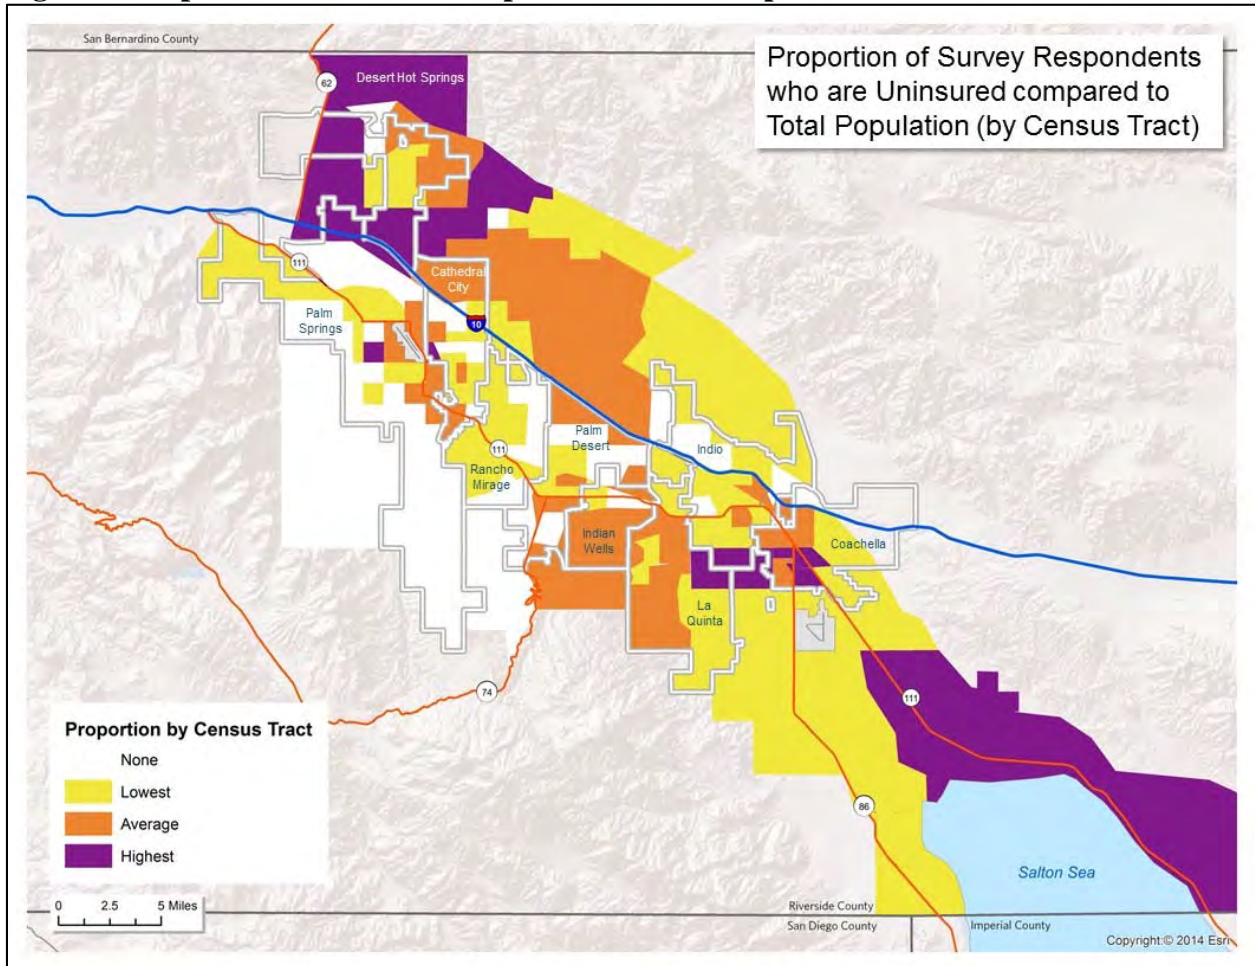 San Bernardino County
Proportion of Survey Respondents
who are Uninsured compared to
Total Population (by Census Tract)
62
Desert Hot Springs
111
Cathedral
City
Palm
Springs
10
Palm
Desert
111
Indio
Rancho
Mirage
Indian
Wells
Coachella
La
Quinta
74
111
Proportion by Census Tract
None
Lowest
Average
Highest
86
Salton Sea
0 2.5 5 Miles
Riverside County
San Diego County
Imperial County
Copyright:© 2014 Esri